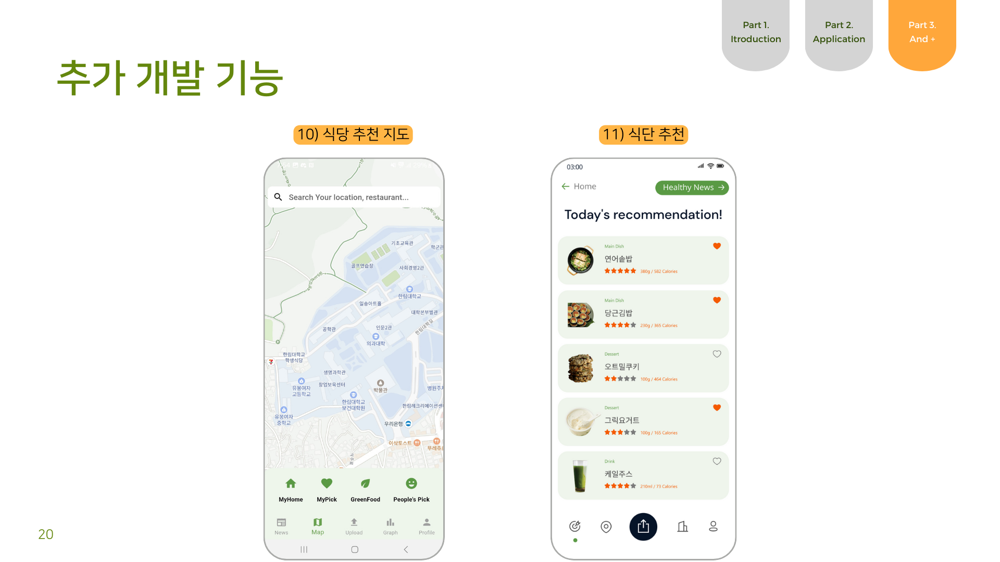 Part 1.
Itroduction
Part 2.
Application
Part 3.
And +
추가 개발 기능
10) 식당 추천 지도
Search Your location, restaurant...
기초교육관
학군관
골프연습장
사회경영2관
한림대학교
일송아트홀
대학본부별관
한림대학길
공학관
인문2관
의과대학
한림대학교
학생식당
생명과학관
유봉여자
고등학교
창업보육센터
박물관
병원주차
한림대학교
보건대학원
한림레크리에이션센
유봉여자
중학교
우리은행
이삭토스트
뚜레쥬르
MyHome
MyPick
GreenFood
People's Pick
News
Map
Upload
Graph
Profile
11) 식단 추천
03:00
Home
Healthy News
Today's recommendation!
Main Dish
연어솥밥
380g / 582 Calories
Main Dish
당근김밥
230g / 365 Calories
Dessert
오트밀쿠키
100g / 464 Calories
Dessert
그릭요거트
100g / 165 Calories
Drink
케일주스
210ml / 73 Calories
20